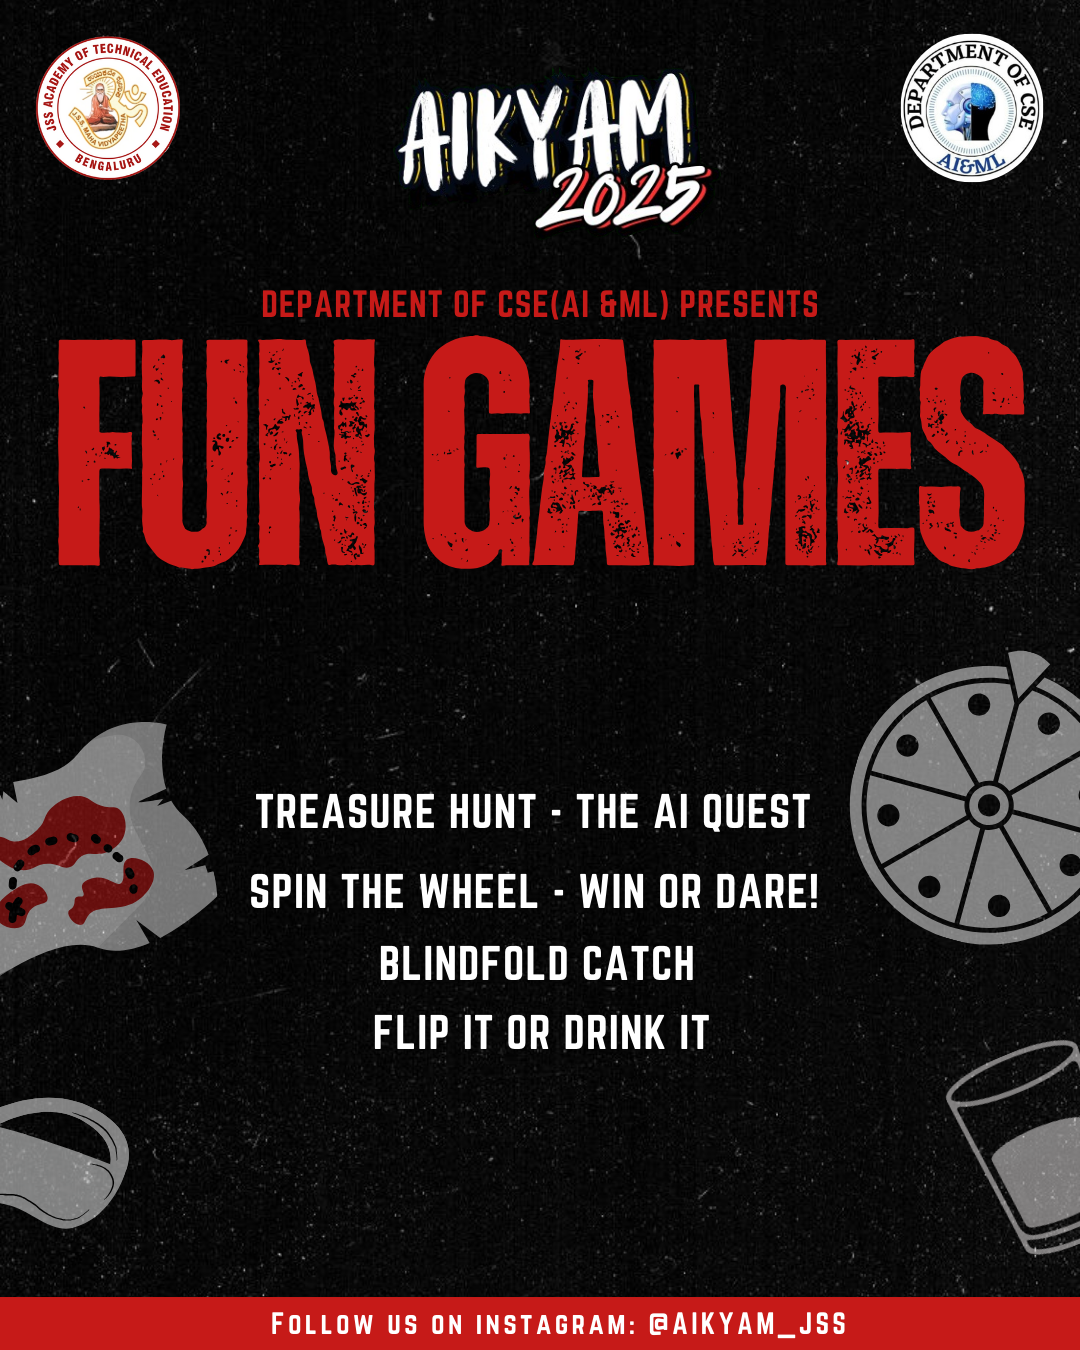 JSS ACADEMY OF TECHNICAL EDUCATION
J.S.S. MAHA VIDYAPEETHA
BENGALURU
AIKYAM
2025
DEPARTMENT OF CSE
AI&ML
DEPARTMENT OF CSE(AI &ML) PRESENTS
FUN GAMES
TREASURE HUNT - THE AI QUEST
SPIN THE WHEEL - WIN OR DARE!
BLINDFOLD CATCH
FLIP IT OR DRINK IT
FOLLOW US ON INSTAGRAM: @AIKYAM_JSS